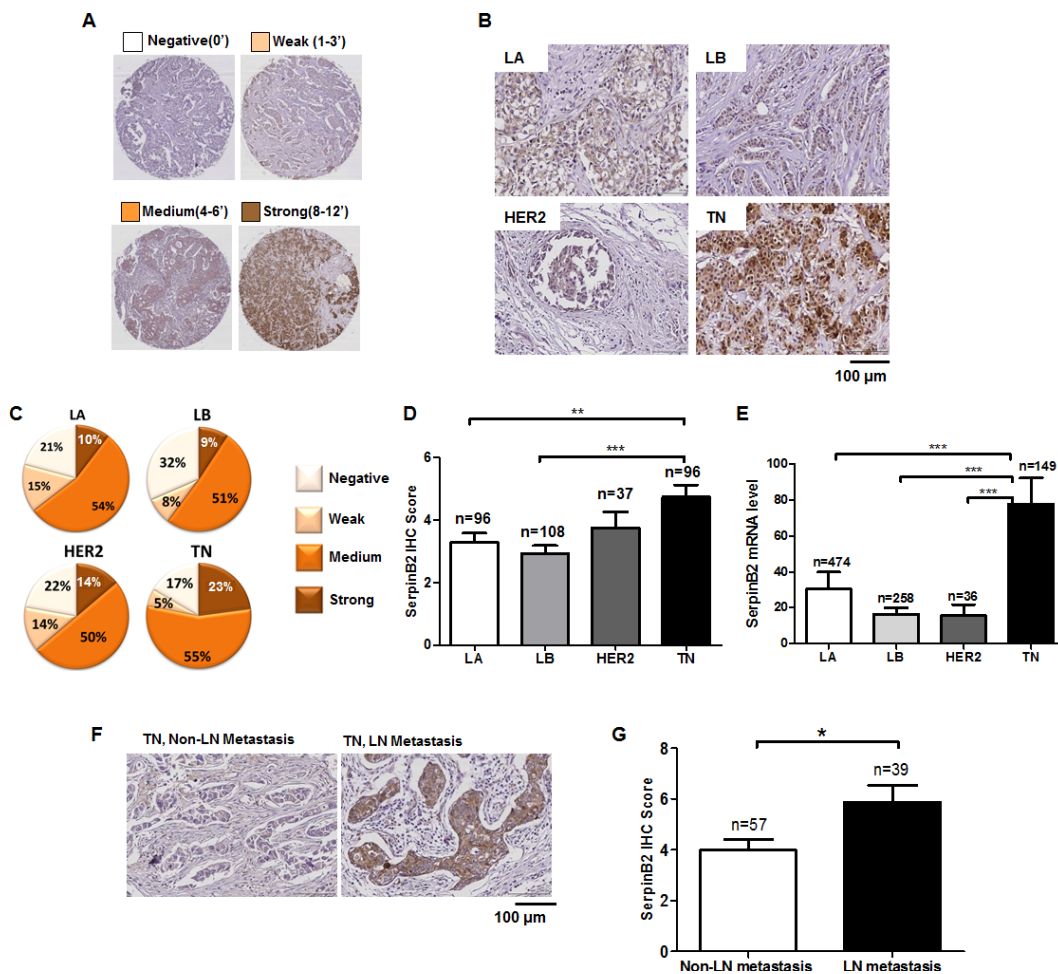 A
Negative(0’)
Weak (1-3’)
Medium(4-6’)
Strong(8-12’)
B
LA
LB
HER2
TN
100 µm
C
LA
21%
10%
15%
54%
LB
32%
9%
8%
51%
HER2
22%
14%
14%
50%
TN
17%
23%
5%
55%
Negative
Weak
Medium
Strong
D
**
***
SerpinB2 IHC Score
6
4
2
0
n=96
n=108
n=37
n=96
LA
LB
HER2
TN
E
***
***
***
SerpinB2 mRNA level
100
80
60
40
20
0
n=474
n=258
n=36
n=149
LA
LB
HER2
TN
F
TN, Non-LN Metastasis
TN, LN Metastasis
100 µm
G
*
SerpinB2 IHC Score
8
6
4
2
0
n=57
n=39
Non-LN metastasis
LN metastasis